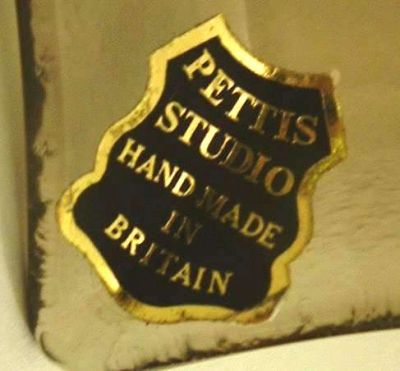 PETTIS
STUDIO
HAND MADE
IN
BRITAIN